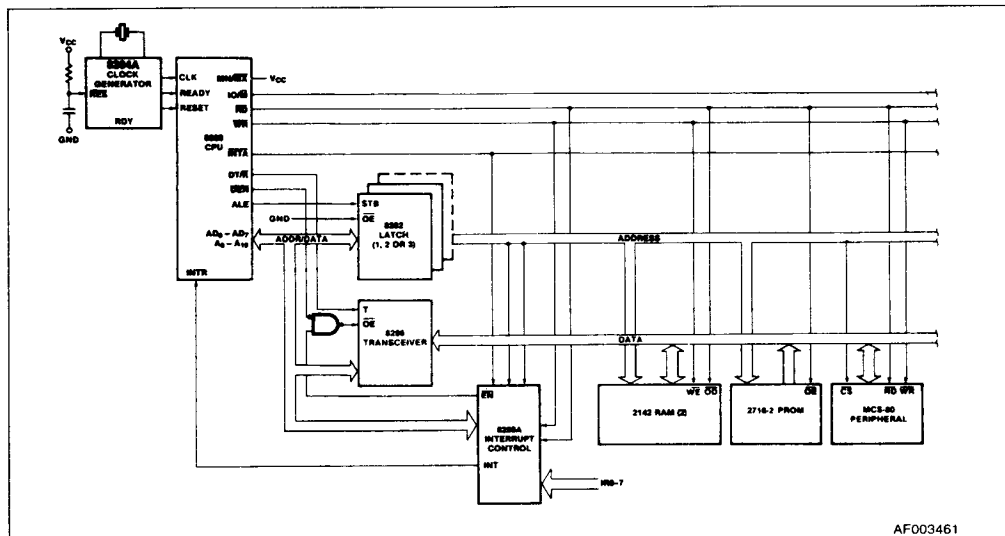 VCC
8284A
CLOCK
GENERATOR
RES
RDY
GND
CLK
READY
RESET
8088
CPU
MN/MX
VCC
IO/M
RD
WR
INTA
DT/R
DEN
ALE
AD0 – AD7
INTR
GND
ADDR/DATA
STB
OE
8282
LATCH
(1, 2 OR 3)
ADDRESS
T
OE
8286
TRANSCEIVER
DATA
EN
8259A
INTERRUPT
CONTROL
INT
IR0-7
WE OD
2142 RAM (2)
OE
2716-2 PROM
CS RD WR
MCS-80
PERIPHERAL
AF003461